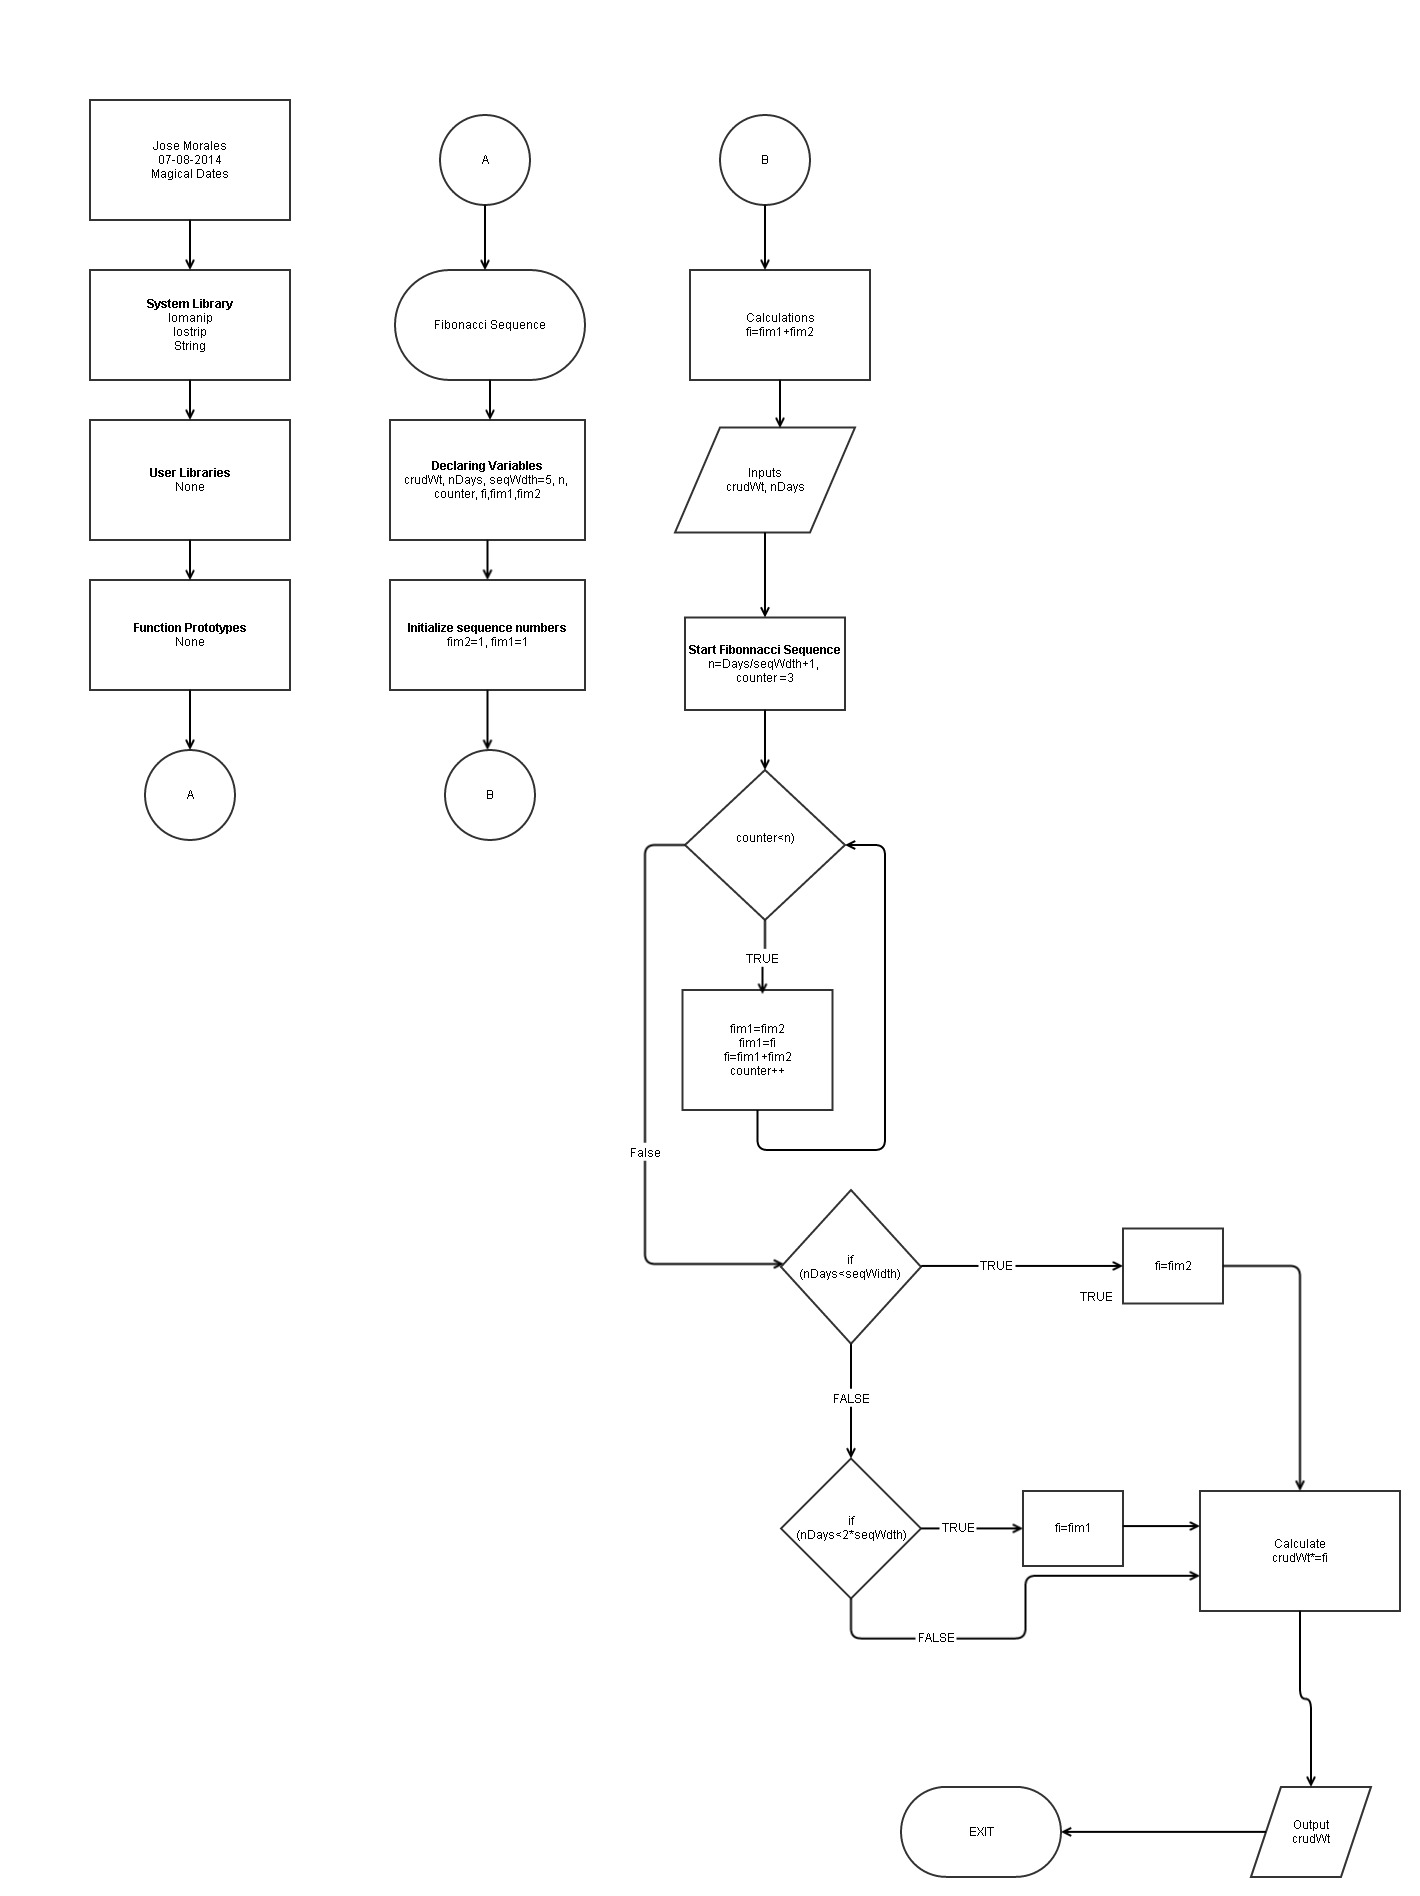 Jose Morales
07-08-2014
Magical Dates
System Library
Iomanip
Iostrip
String
User Libraries
None
Function Prototypes
None
A
A
Fibonacci Sequence
Declaring Variables
crudWt, nDays, seqWdth=5, n,
counter, fi,fim1,fim2
Initialize sequence numbers
fim2=1, fim1=1
B
B
Calculations
fi=fim1+fim2
Inputs
crudWt, nDays
Start Fibonnacci Sequence
n=Days/seqWdth+1,
counter=3
counter<n)
TRUE
fim1=fim2
fim1=fi
fi=fim1+fim2
counter++
False
if
(nDays<seqWidth)
TRUE
fi=fim2
TRUE
FALSE
if
(nDays<2*seqWdth)
TRUE
fi=fim1
FALSE
Calculate
crudWt*=fi
Output
crudWt
EXIT